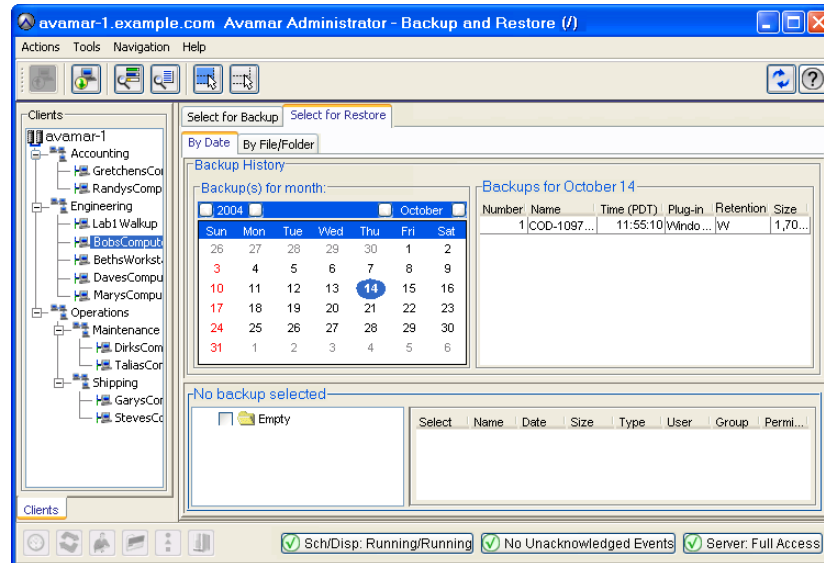 avamar-1.example.com Avamar Administrator - Backup and Restore (/)
Actions Tools Navigation Help
Clients
avamar-1
Accounting
GretchensCor
RandysComp
Engineering
Lab1 Walkup
BobsComput
BethsWorkst
DavesCompu
MarysCompu
Operations
Maintenance
DirksCom
TaliasCor
Shipping
GarysCor
StevesCo
Clients
Select for Backup Select for Restore
By Date By File/Folder
Backup History
Backup(s) for month:
2004 October
Sun Mon Tue Wed Thu Fri Sat
26 27 28 29 30 1 2
3 4 5 6 7 8 9
10 11 12 13 14 15 16
17 18 19 20 21 22 23
24 25 26 27 28 29 30
31 1 2 3 4 5 6
Backups for October 14
Number Name Time (PDT) Plug-in Retention Size
1 COD-1097... 11:55:10 Windo... W 1,70...
No backup selected
Empty
Select Name Date Size Type User Group Permi...
Sch/Disp: Running/Running No Unacknowledged Events Server: Full Access